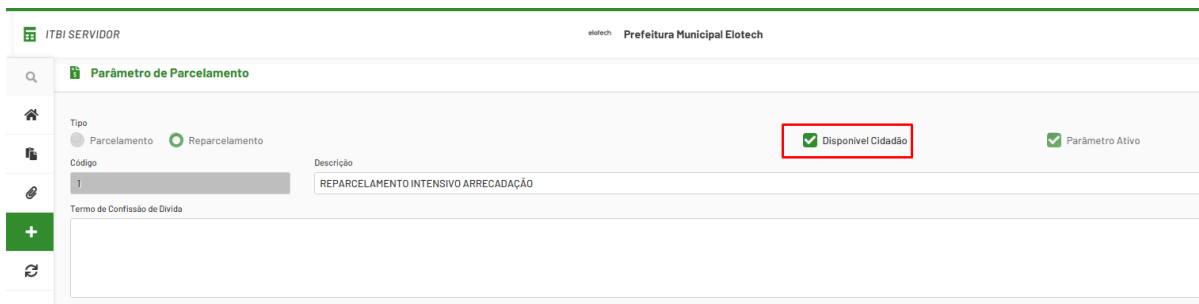 ITBI SERVIDOR
elotech Prefeitura Municipal Elotech
Parâmetro de Parcelamento
Tipo
Parcelamento Reparcelamento Disponível Cidadão Parâmetro Ativo
Código Descrição
1 REPARCELAMENTO INTENSIVO ARRECADAÇÃO
Termo de Confissão de Dívida